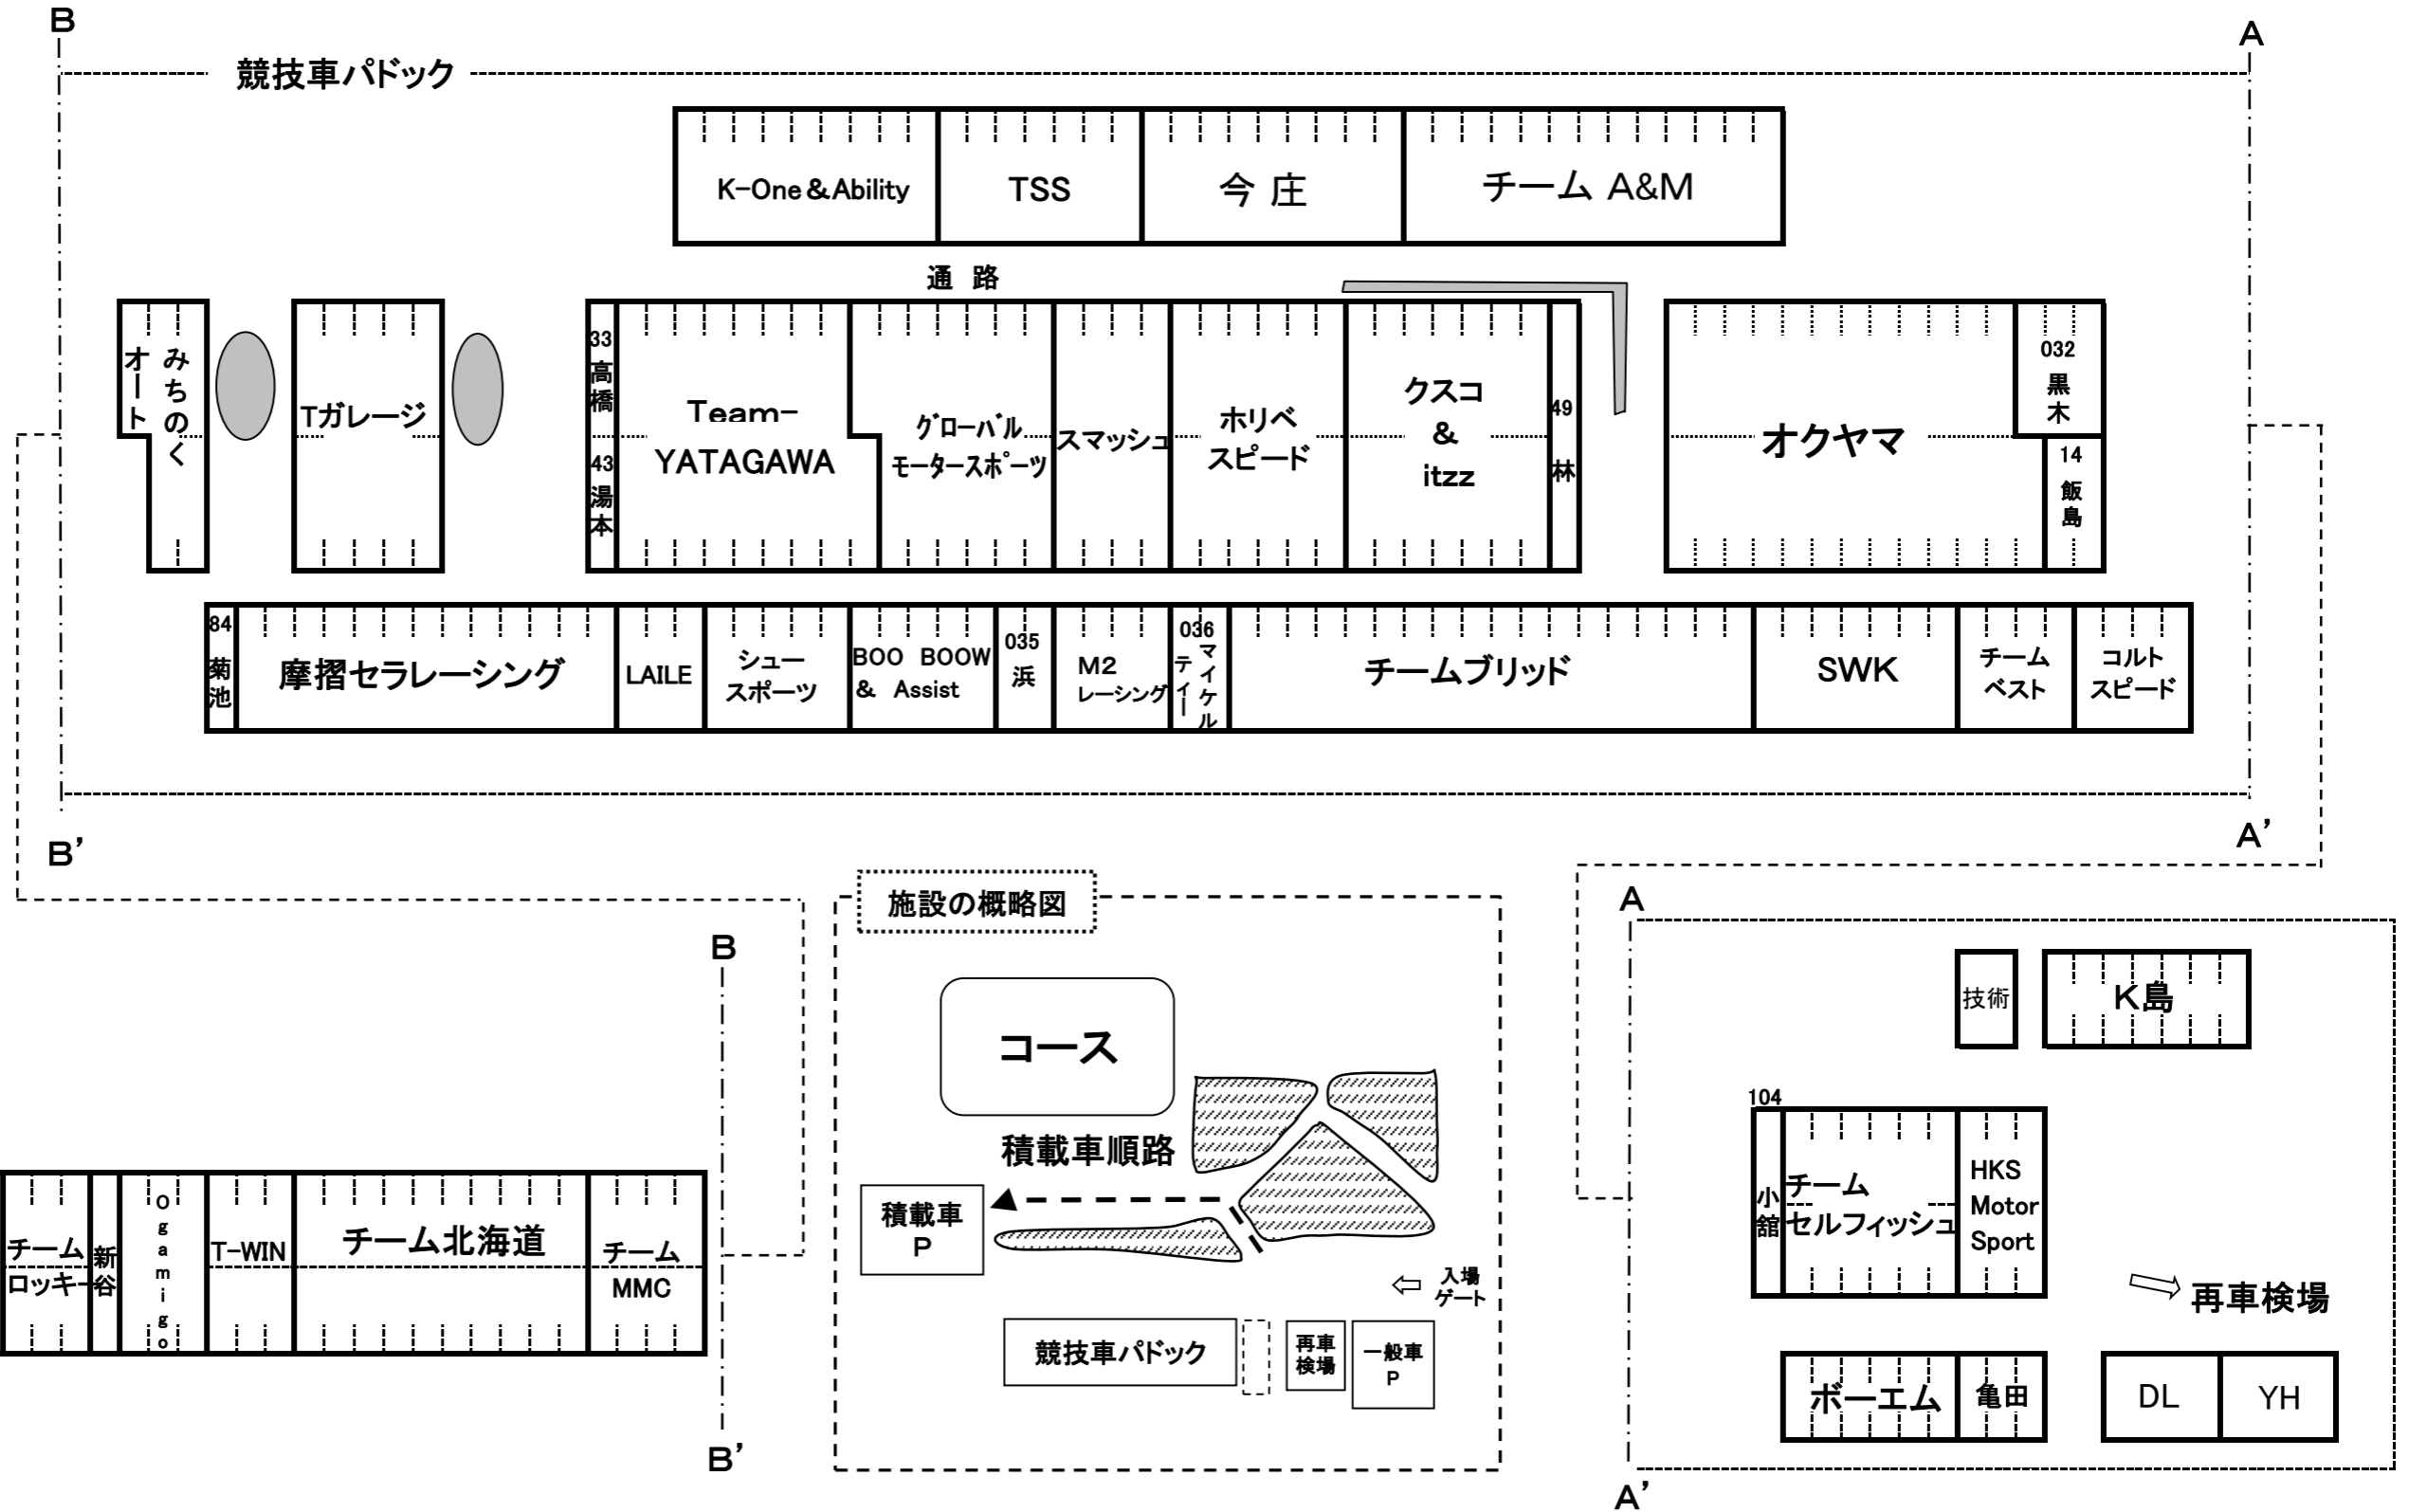 B
A
競技車パドック
K-One＆Ability
TSS
今 庄
チーム A&M
通 路
みちのく
オート
Tガレージ
33
高橋
43
湯本
Team-
YATAGAWA
ｸﾞﾛｰﾊﾞﾙ
ﾓｰﾀｰｽﾎﾟｰﾂ
スマッシュ
ホリベ
スピード
クスコ
&
itzz
49
林
オクヤマ
032
黒木
14
飯島
84
菊池
摩摺セラレーシング
LAILE
シュー
スポーツ
BOO BOOW
& Assist
035
浜
M2
レーシング
036
マイケル
ティー
チームブリッド
SWK
チーム
ベスト
コルト
スピード
B’
A’
施設の概略図
コース
積載車順路
積載車
P
入場
ゲート
競技車パドック
再車
検場
一般車
P
B
チーム
ロッキー
新谷
Ogamigo
T-WIN
チーム北海道
チーム
MMC
B’
A
技術
K島
104
小舘
チーム
セルフィッシュ
HKS
Motor
Sport
再車検場
ボーエム
亀田
DL
YH
A’